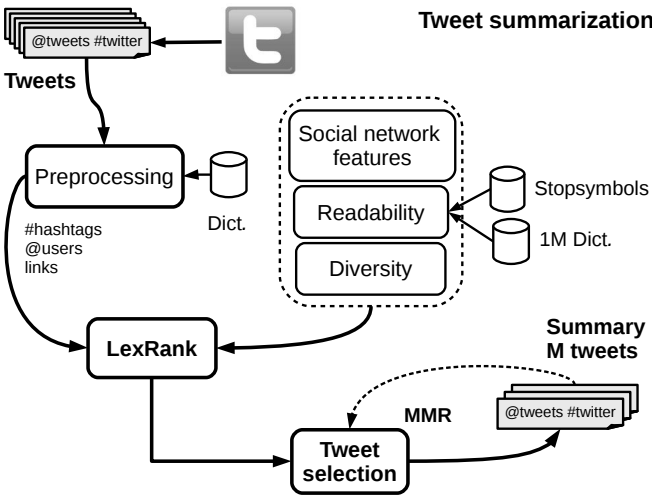 Tweet summarization
@tweets #twitter
t
Tweets
Social network
features
Preprocessing
Readability
Stopsymbols
Dict.
1M Dict.
#hashtags
@users
links
Diversity
LexRank
Summary
M tweets
@tweets #twitter
MMR
Tweet
selection